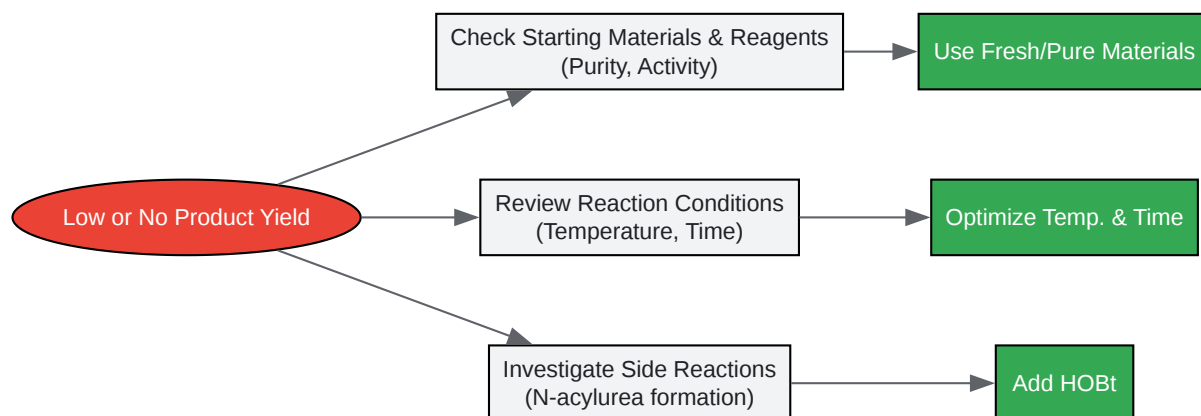 Check Starting Materials & Reagents
(Purity, Activity)
Use Fresh/Pure Materials
Low or No Product Yield
Review Reaction Conditions
(Temperature, Time)
Optimize Temp. & Time
Investigate Side Reactions
(N-acylurea formation)
Add HOBt